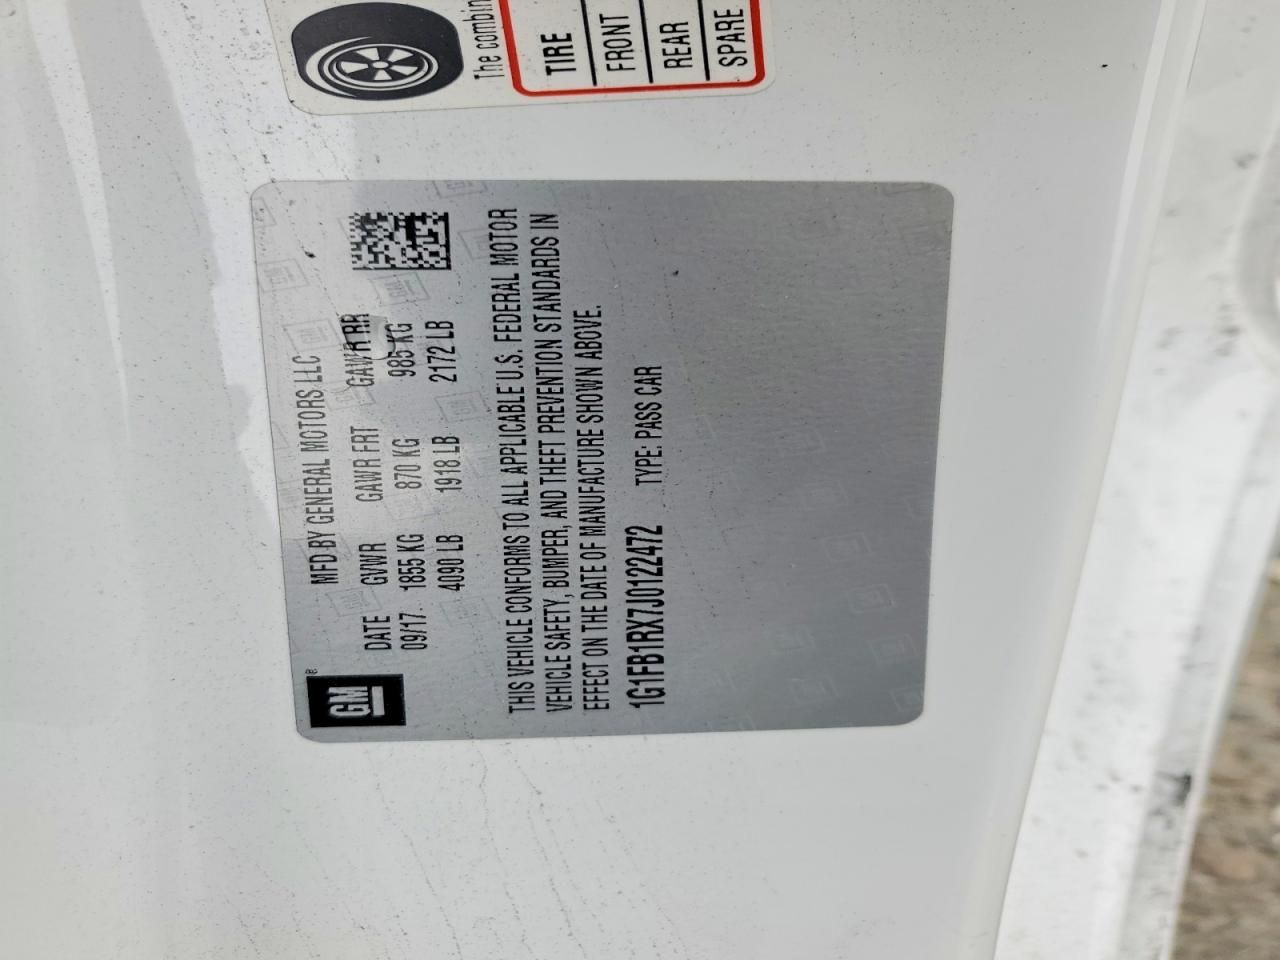 The combin
TIRE
FRONT
REAR
SPARE
GM®
MFD BY GENERAL MOTORS LLC
DATE GVWR GAWR FRT GAWR RR
09/17 1855 KG 870 KG 985 KG
4090 LB 1918 LB 2172 LB
THIS VEHICLE CONFORMS TO ALL APPLICABLE U.S. FEDERAL MOTOR
VEHICLE SAFETY, BUMPER, AND THEFT PREVENTION STANDARDS IN
EFFECT ON THE DATE OF MANUFACTURE SHOWN ABOVE.
1G1FB1RX7J0122472 TYPE: PASS CAR